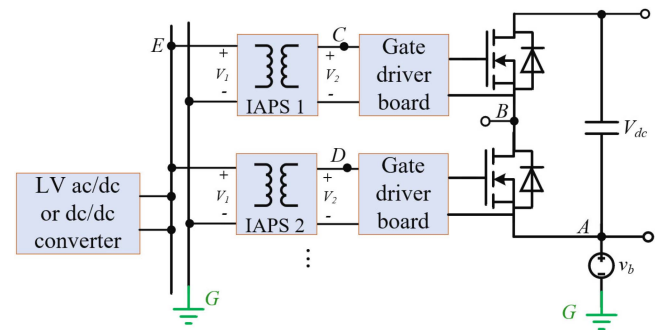 E
C
V1
+
-
IAPS 1
+
V2
-
Gate
driver
board
B
Vdc
LV ac/dc
or dc/dc
converter
D
+
V1
-
IAPS 2
+
V2
-
Gate
driver
board
A
+
-
vb
G
G